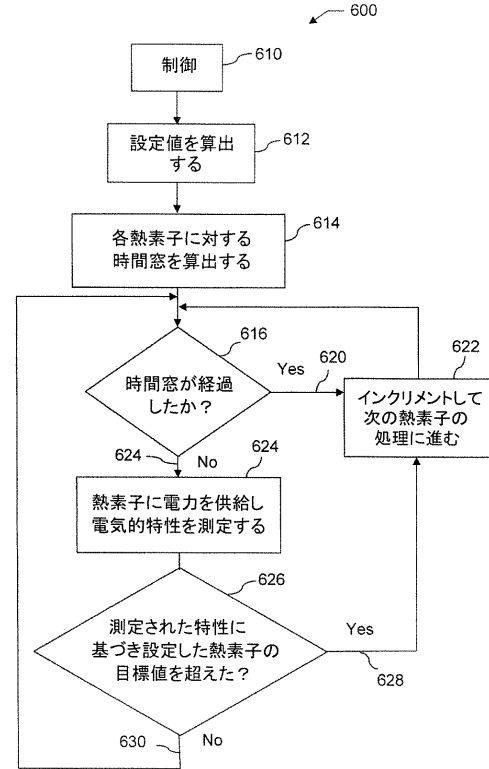 600
制御
610
設定値を算出
する
612
各熱素子に対する
時間窓を算出する
614
616
時間窓が経過
したか？
Yes
620
622
インクリメントして
次の熱素子の
処理に進む
624
No
624
熱素子に電力を供給し
電気的特性を測定する
626
測定された特性に
基づき設定した熱素子の
目標値を超えた？
Yes
628
630
No